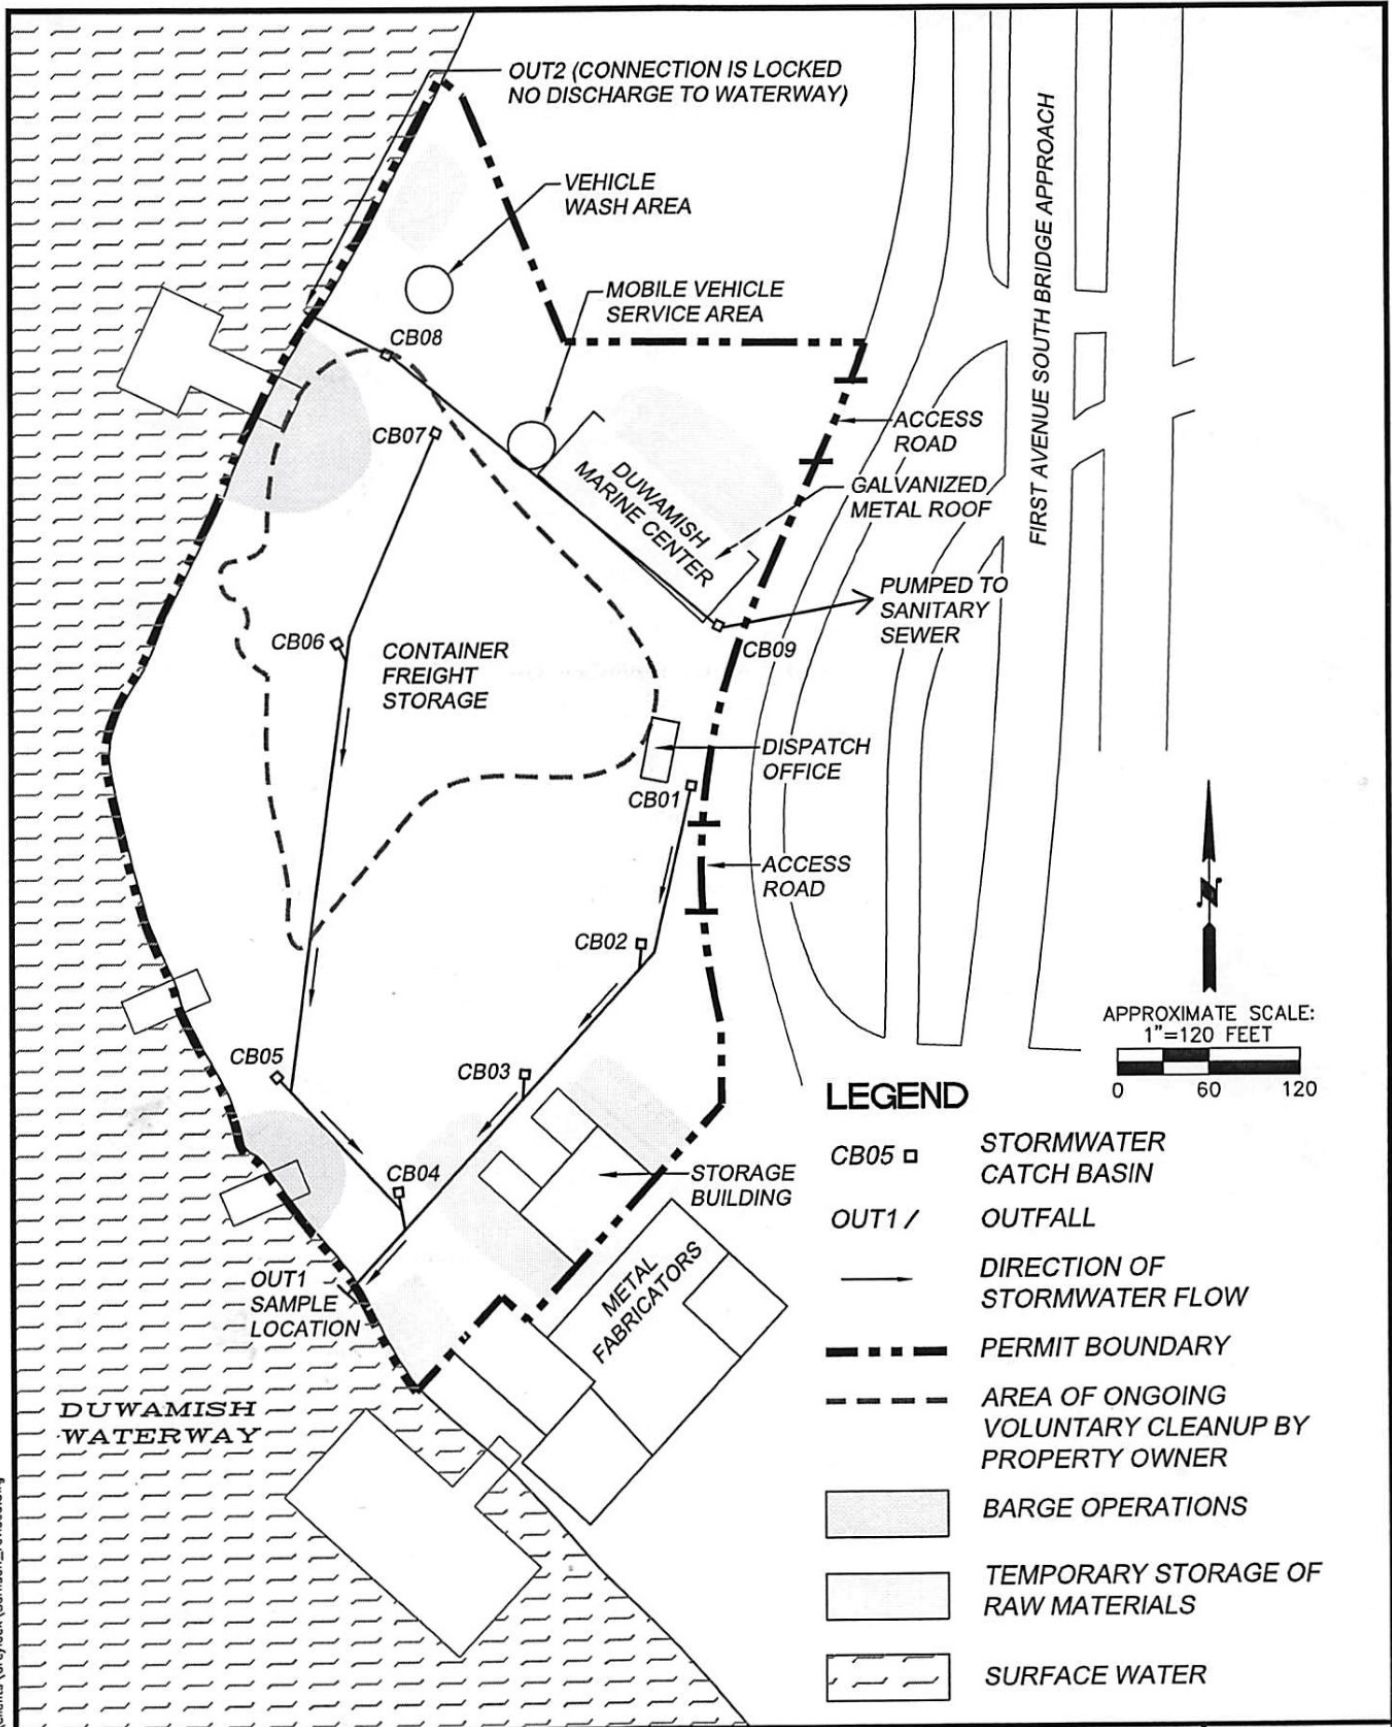 OUT2 (CONNECTION IS LOCKED
NO DISCHARGE TO WATERWAY)
VEHICLE
WASH AREA
MOBILE VEHICLE
SERVICE AREA
CB08
CB07
ACCESS
ROAD
GALVANIZED
METAL ROOF
DUWAMISH
MARINE CENTER
FIRST AVENUE SOUTH BRIDGE APPROACH
PUMPED TO
SANITARY
SEWER
CB09
CB06
CONTAINER
FREIGHT
STORAGE
DISPATCH
OFFICE
CB01
ACCESS
ROAD
CB02
N
APPROXIMATE SCALE:
1"=120 FEET
0 60 120
CB05
CB03
CB04
STORAGE
BUILDING
OUT1
SAMPLE
LOCATION
METAL
FABRICATORS
DUWAMISH
WATERWAY
LEGEND
CB05 STORMWATER
CATCH BASIN
OUT1 / OUTFALL
DIRECTION OF
STORMWATER FLOW
PERMIT BOUNDARY
AREA OF ONGOING
VOLUNTARY CLEANUP BY
PROPERTY OWNER
BARGE OPERATIONS
TEMPORARY STORAGE OF
RAW MATERIALS
SURFACE WATER